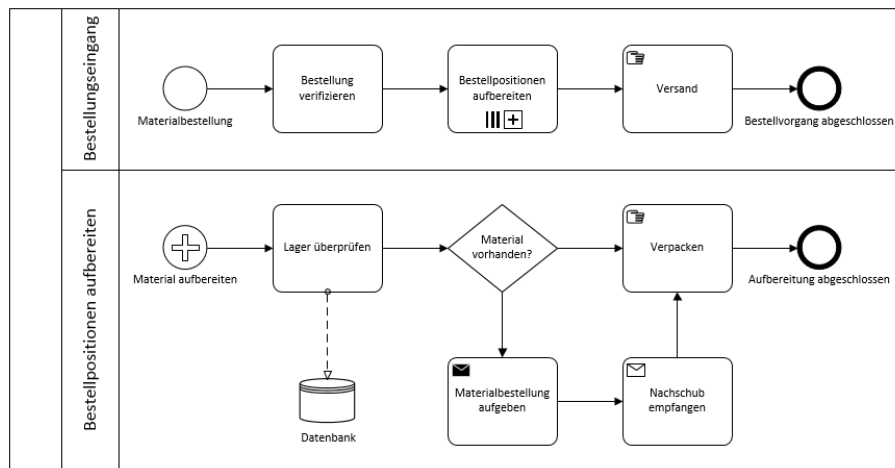 Bestellungseingang
Materialbestellung
Bestellung
verifizieren
Bestellpositionen
aufbereiten
Versand
Bestellvorgang abgeschlossen
Bestellpositionen aufbereiten
Material aufbereiten
Lager überprüfen
Material
vorhanden?
Verpacken
Aufbereitung abgeschlossen
Datenbank
Materialbestellung
aufgeben
Nachschub
empfangen